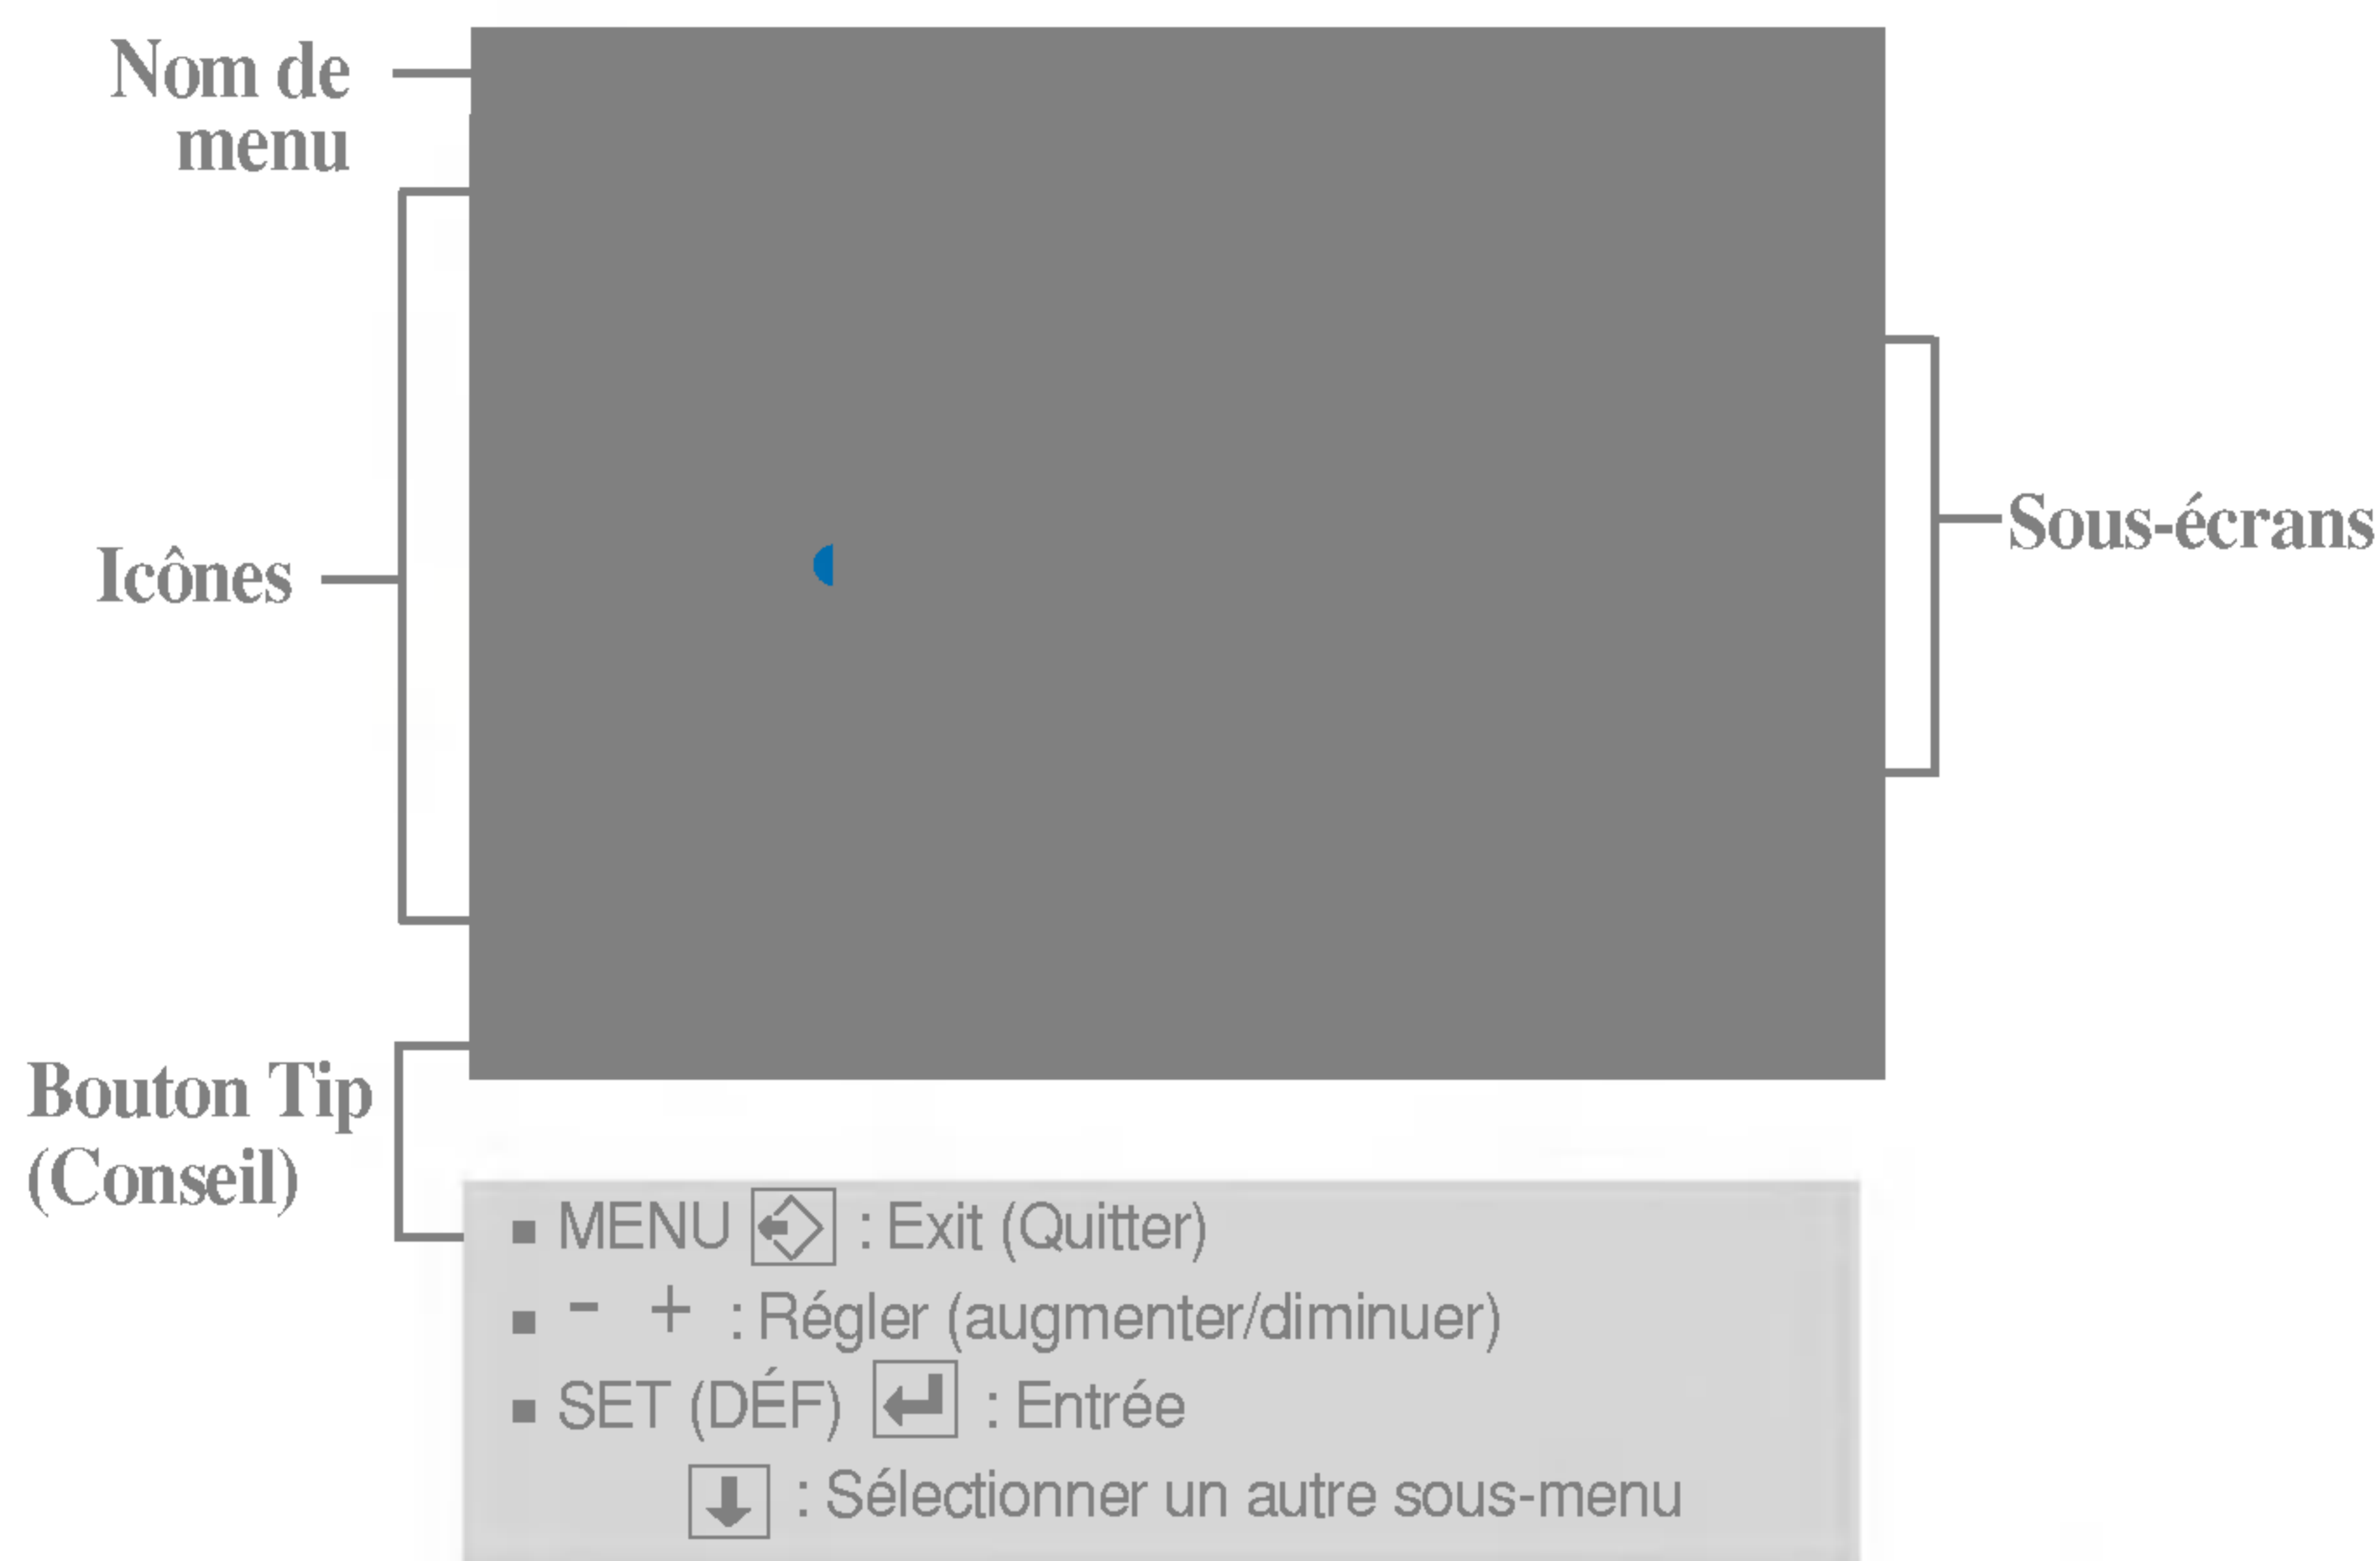 Nom de
menu
Icônes
Sous-écrans
Bouton Tip
(Conseil)
■ MENU : Exit (Quitter)
■ - + : Régler (augmenter/diminuer)
■ SET (DÉF) : Entrée
: Sélectionner un autre sous-menu